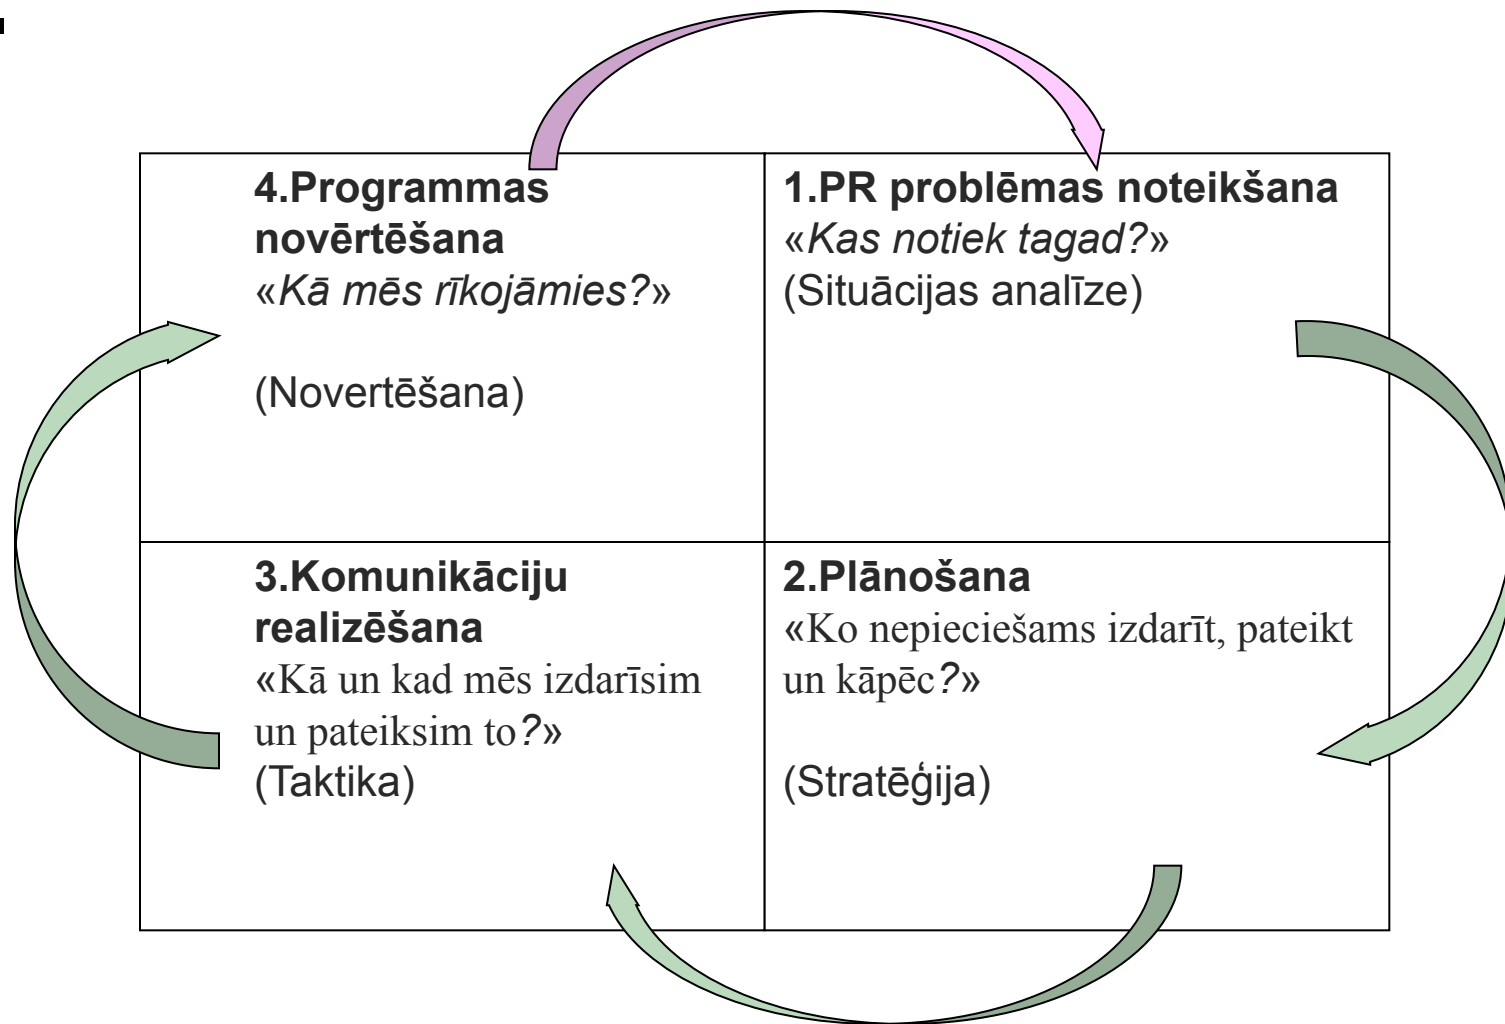 4.Programmas
novērtēšana
«Kā mēs rīkojāmies?»
(Novertēšana)
1.PR problēmas noteikšana
«Kas notiek tagad?»
(Situācijas analīze)
3.Komunikāciju
realizēšana
«Kā un kad mēs izdarīsim
un pateiksim to?»
(Taktika)
2.Plānošana
«Ko nepieciešams izdarīt, pateikt
un kāpēc?»
(Stratēģija)